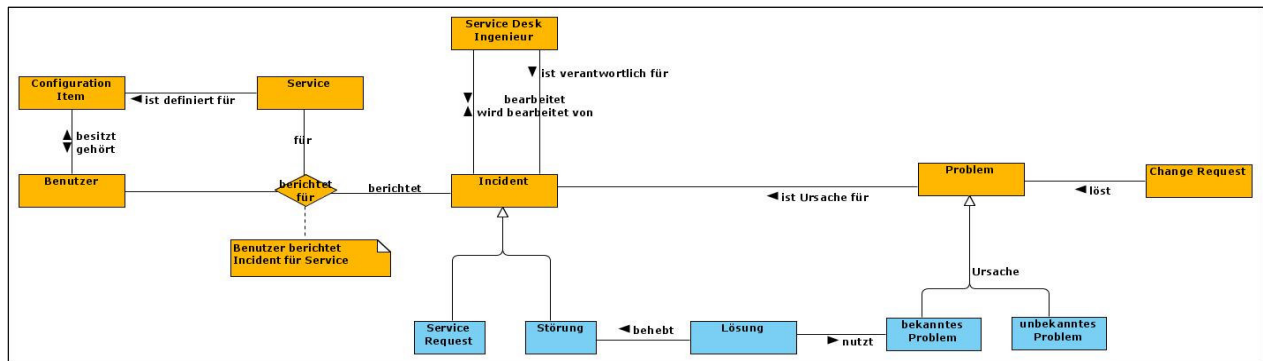 Service Desk
Ingenieur
ist verantwortlich für
Configuration
Item
Service
ist definiert für
bearbeitet
wird bearbeitet von
besitzt
gehört
für
Benutzer
berichtet
für
berichtet
Incident
Problem
Change Request
ist Ursache für
löst
Benutzer berichtet
Incident für Service
Ursache
Service
Request
Störung
behebt
Lösung
nutzt
bekanntes
Problem
unbekanntes
Problem